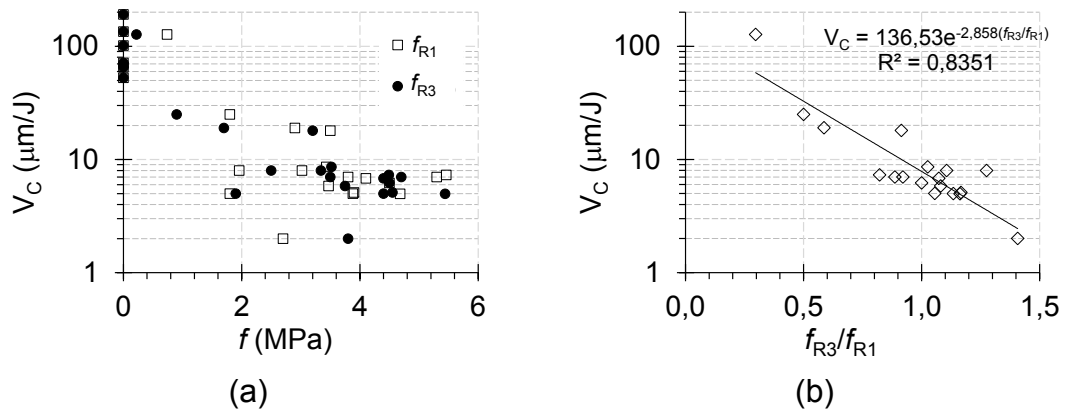 100
10
1
V_C (μm/J)
f_R1
f_R3
0 2 4 6
f (MPa)
(a)
100
10
1
V_C (μm/J)
V_C = 136,53e^-2,858(f_R3/f_R1)
R² = 0,8351
0,0 0,5 1,0 1,5
f_R3/f_R1
(b)